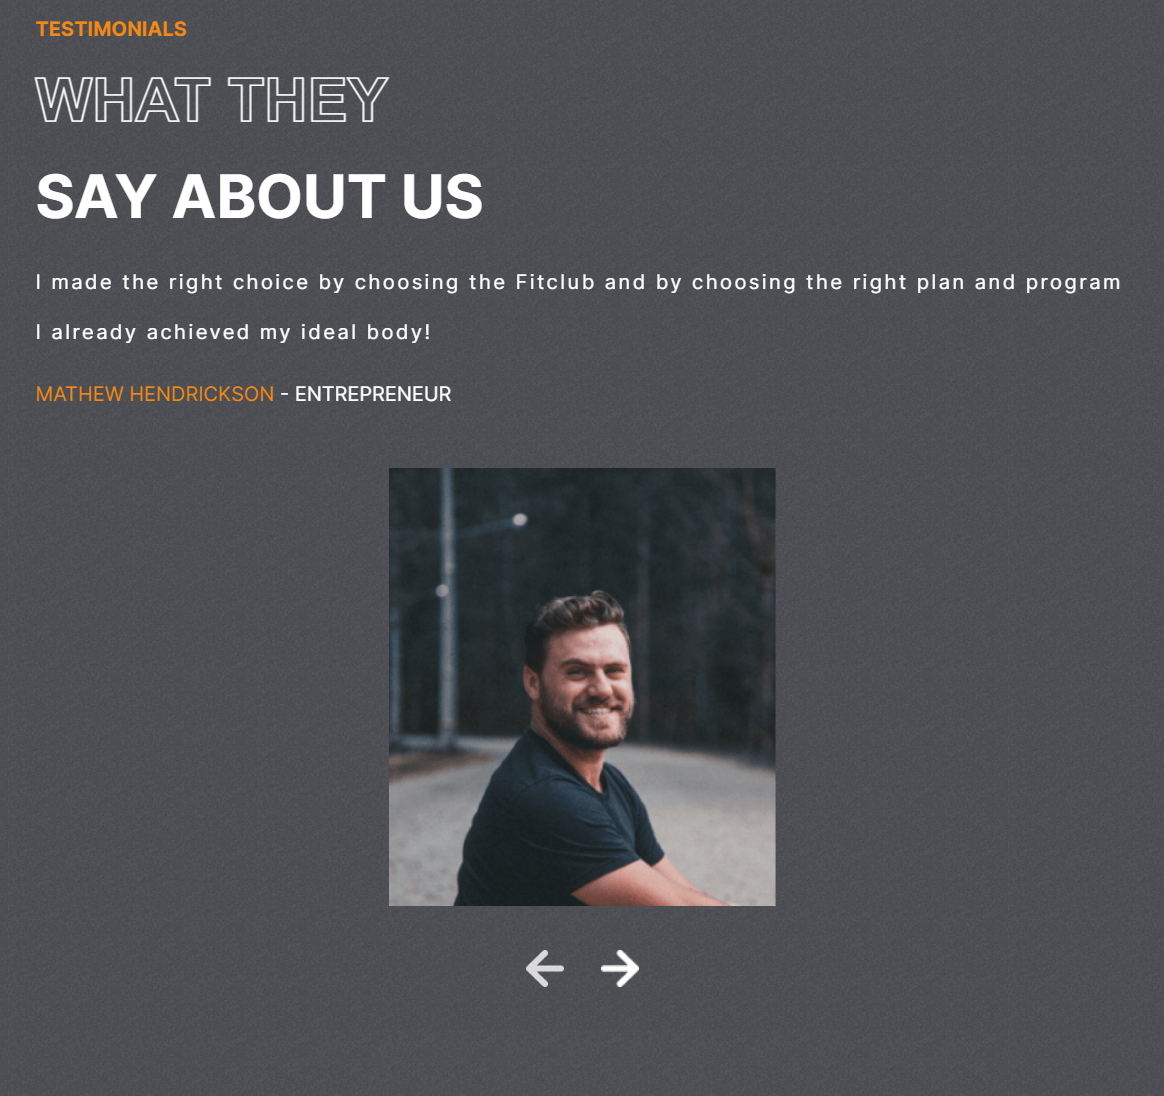 TESTIMONIALS
WHAT THEY
SAY ABOUT US
I made the right choice by choosing the Fitclub and by choosing the right plan and program
I already achieved my ideal body!
MATHEW HENDRICKSON - ENTREPRENEUR